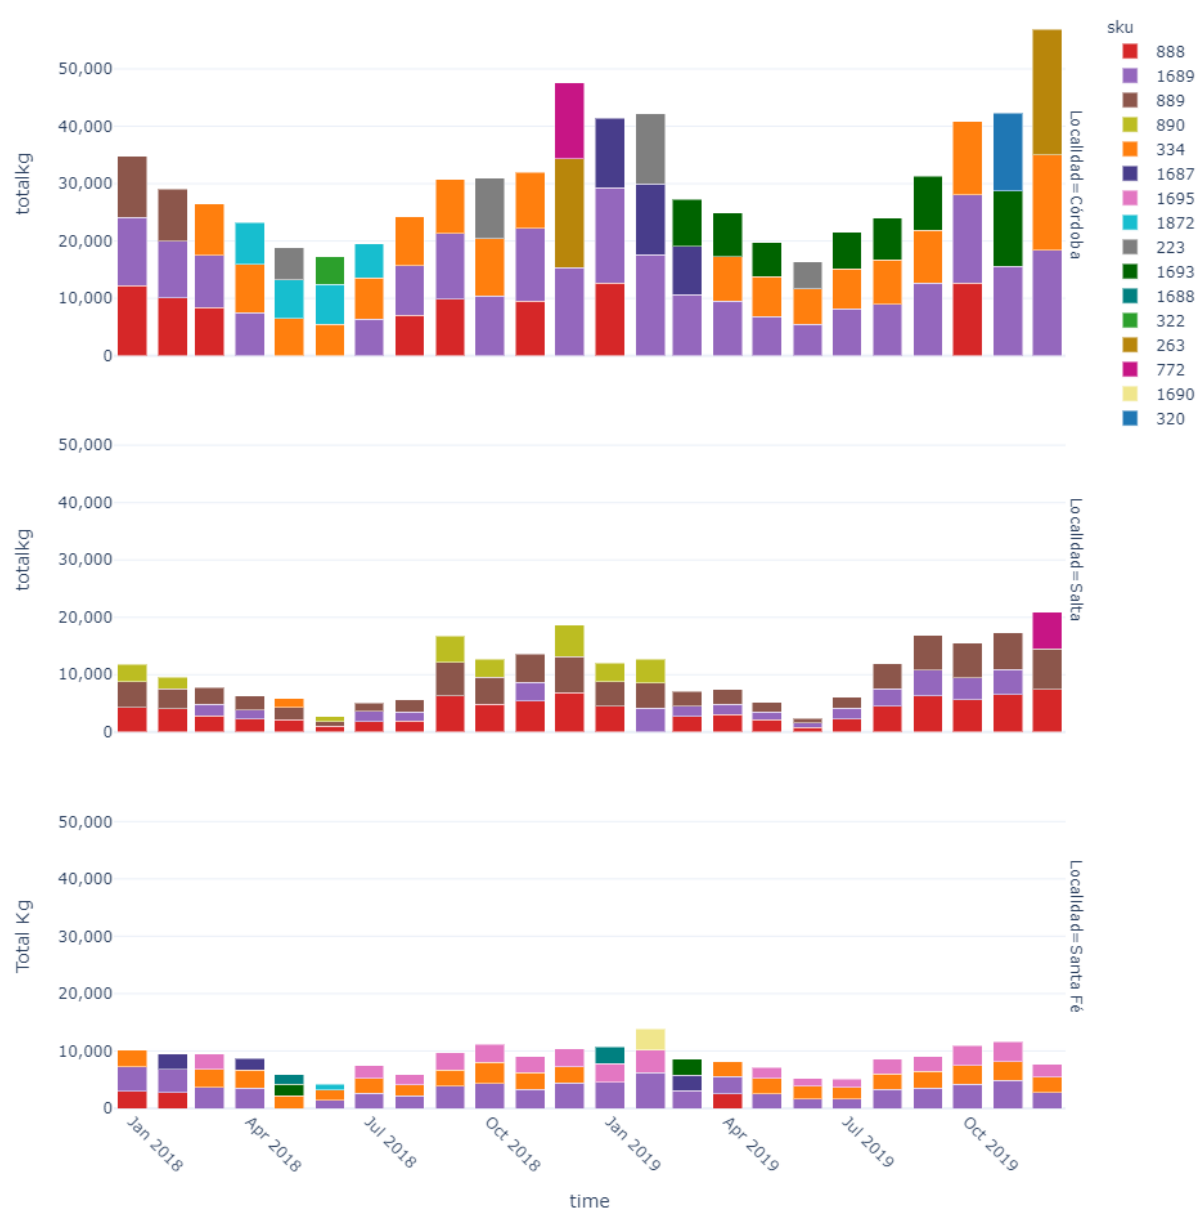 sku
888
1689
889
890
334
1687
1695
1872
223
1693
1688
322
263
772
1690
320
totalkg
50,000
40,000
30,000
20,000
10,000
0
Localidad=Córdoba
totalkg
50,000
40,000
30,000
20,000
10,000
0
Localidad=Salta
Total Kg
50,000
40,000
30,000
20,000
10,000
0
Localidad=Santa Fé
Jan 2018
Apr 2018
Jul 2018
Oct 2018
Jan 2019
Apr 2019
Jul 2019
Oct 2019
time